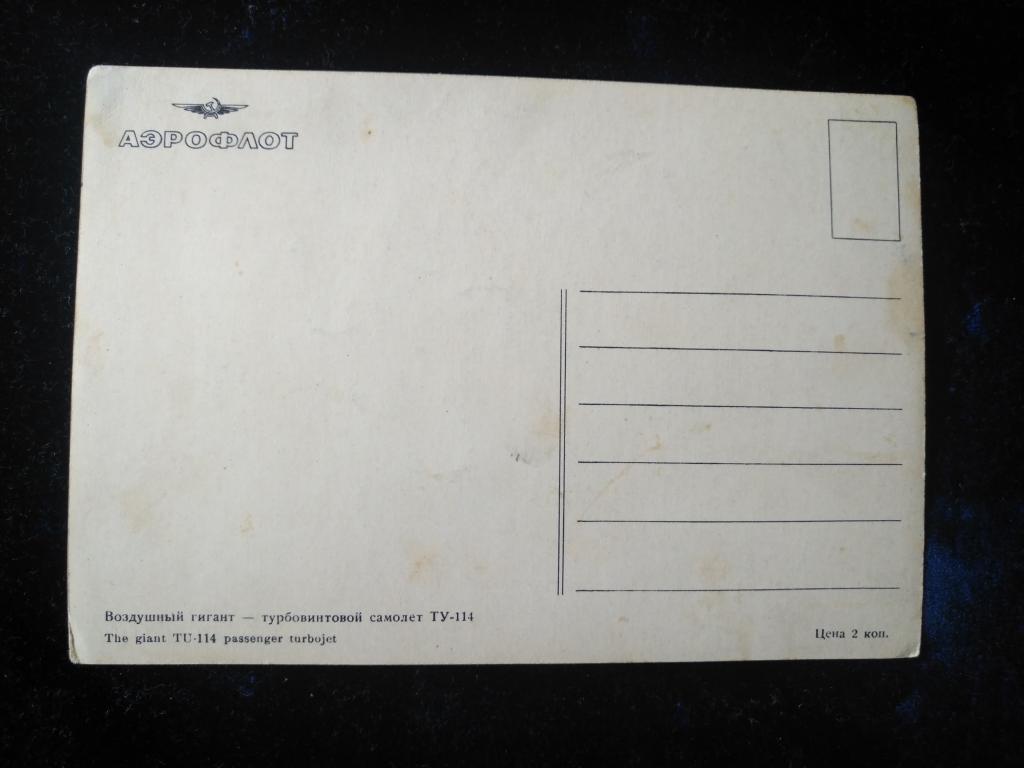 АЭРОФЛОТ
Воздушный гигант — турбовинтовой самолет ТУ-114
The giant TU-114 passenger turbojet
Цена 2 коп.